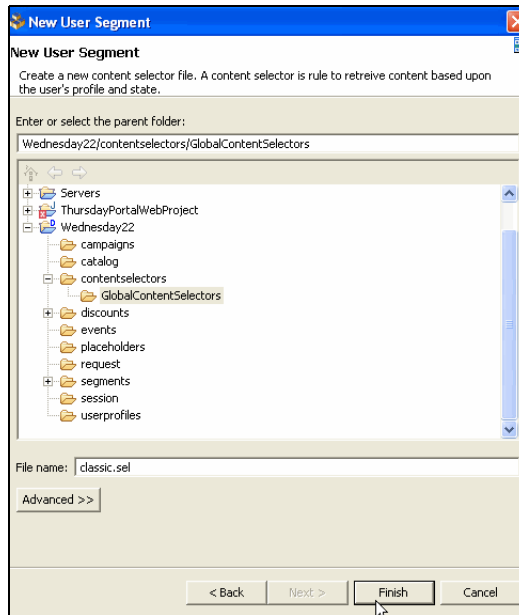 New User Segment
New User Segment
Create a new content selector file. A content selector is rule to retreive content based upon
the user's profile and state.
Enter or select the parent folder:
Wednesday22/contentselectors/GlobalContentSelectors
Servers
ThursdayPortalWebProject
Wednesday22
campaigns
catalog
contentselectors
GlobalContentSelectors
discounts
events
placeholders
request
segments
session
userprofiles
File name: classic.sel
Advanced >>
< Back Next > Finish Cancel